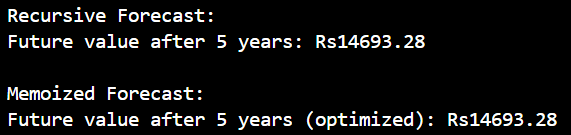 Recursive Forecast:
Future value after 5 years: Rs14693.28
Memoized Forecast:
Future value after 5 years (optimized): Rs14693.28